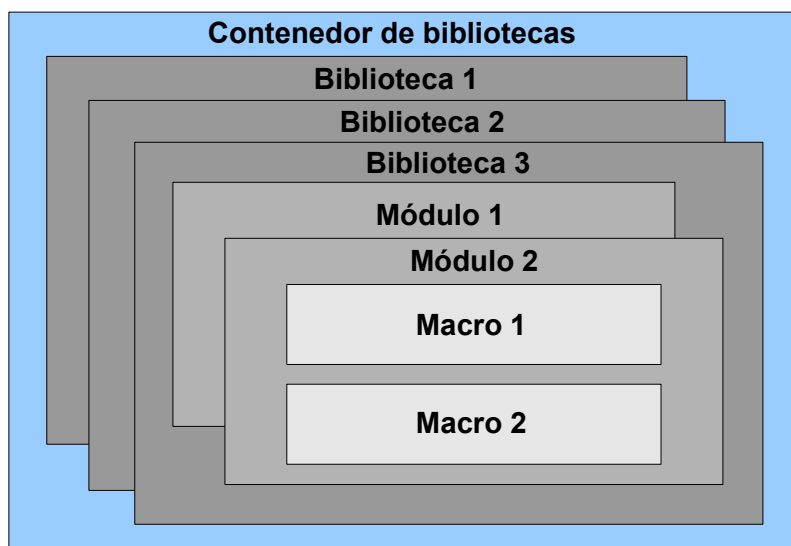 Contenedor de bibliotecas
Biblioteca 1
Biblioteca 2
Biblioteca 3
Módulo 1
Módulo 2
Macro 1
Macro 2